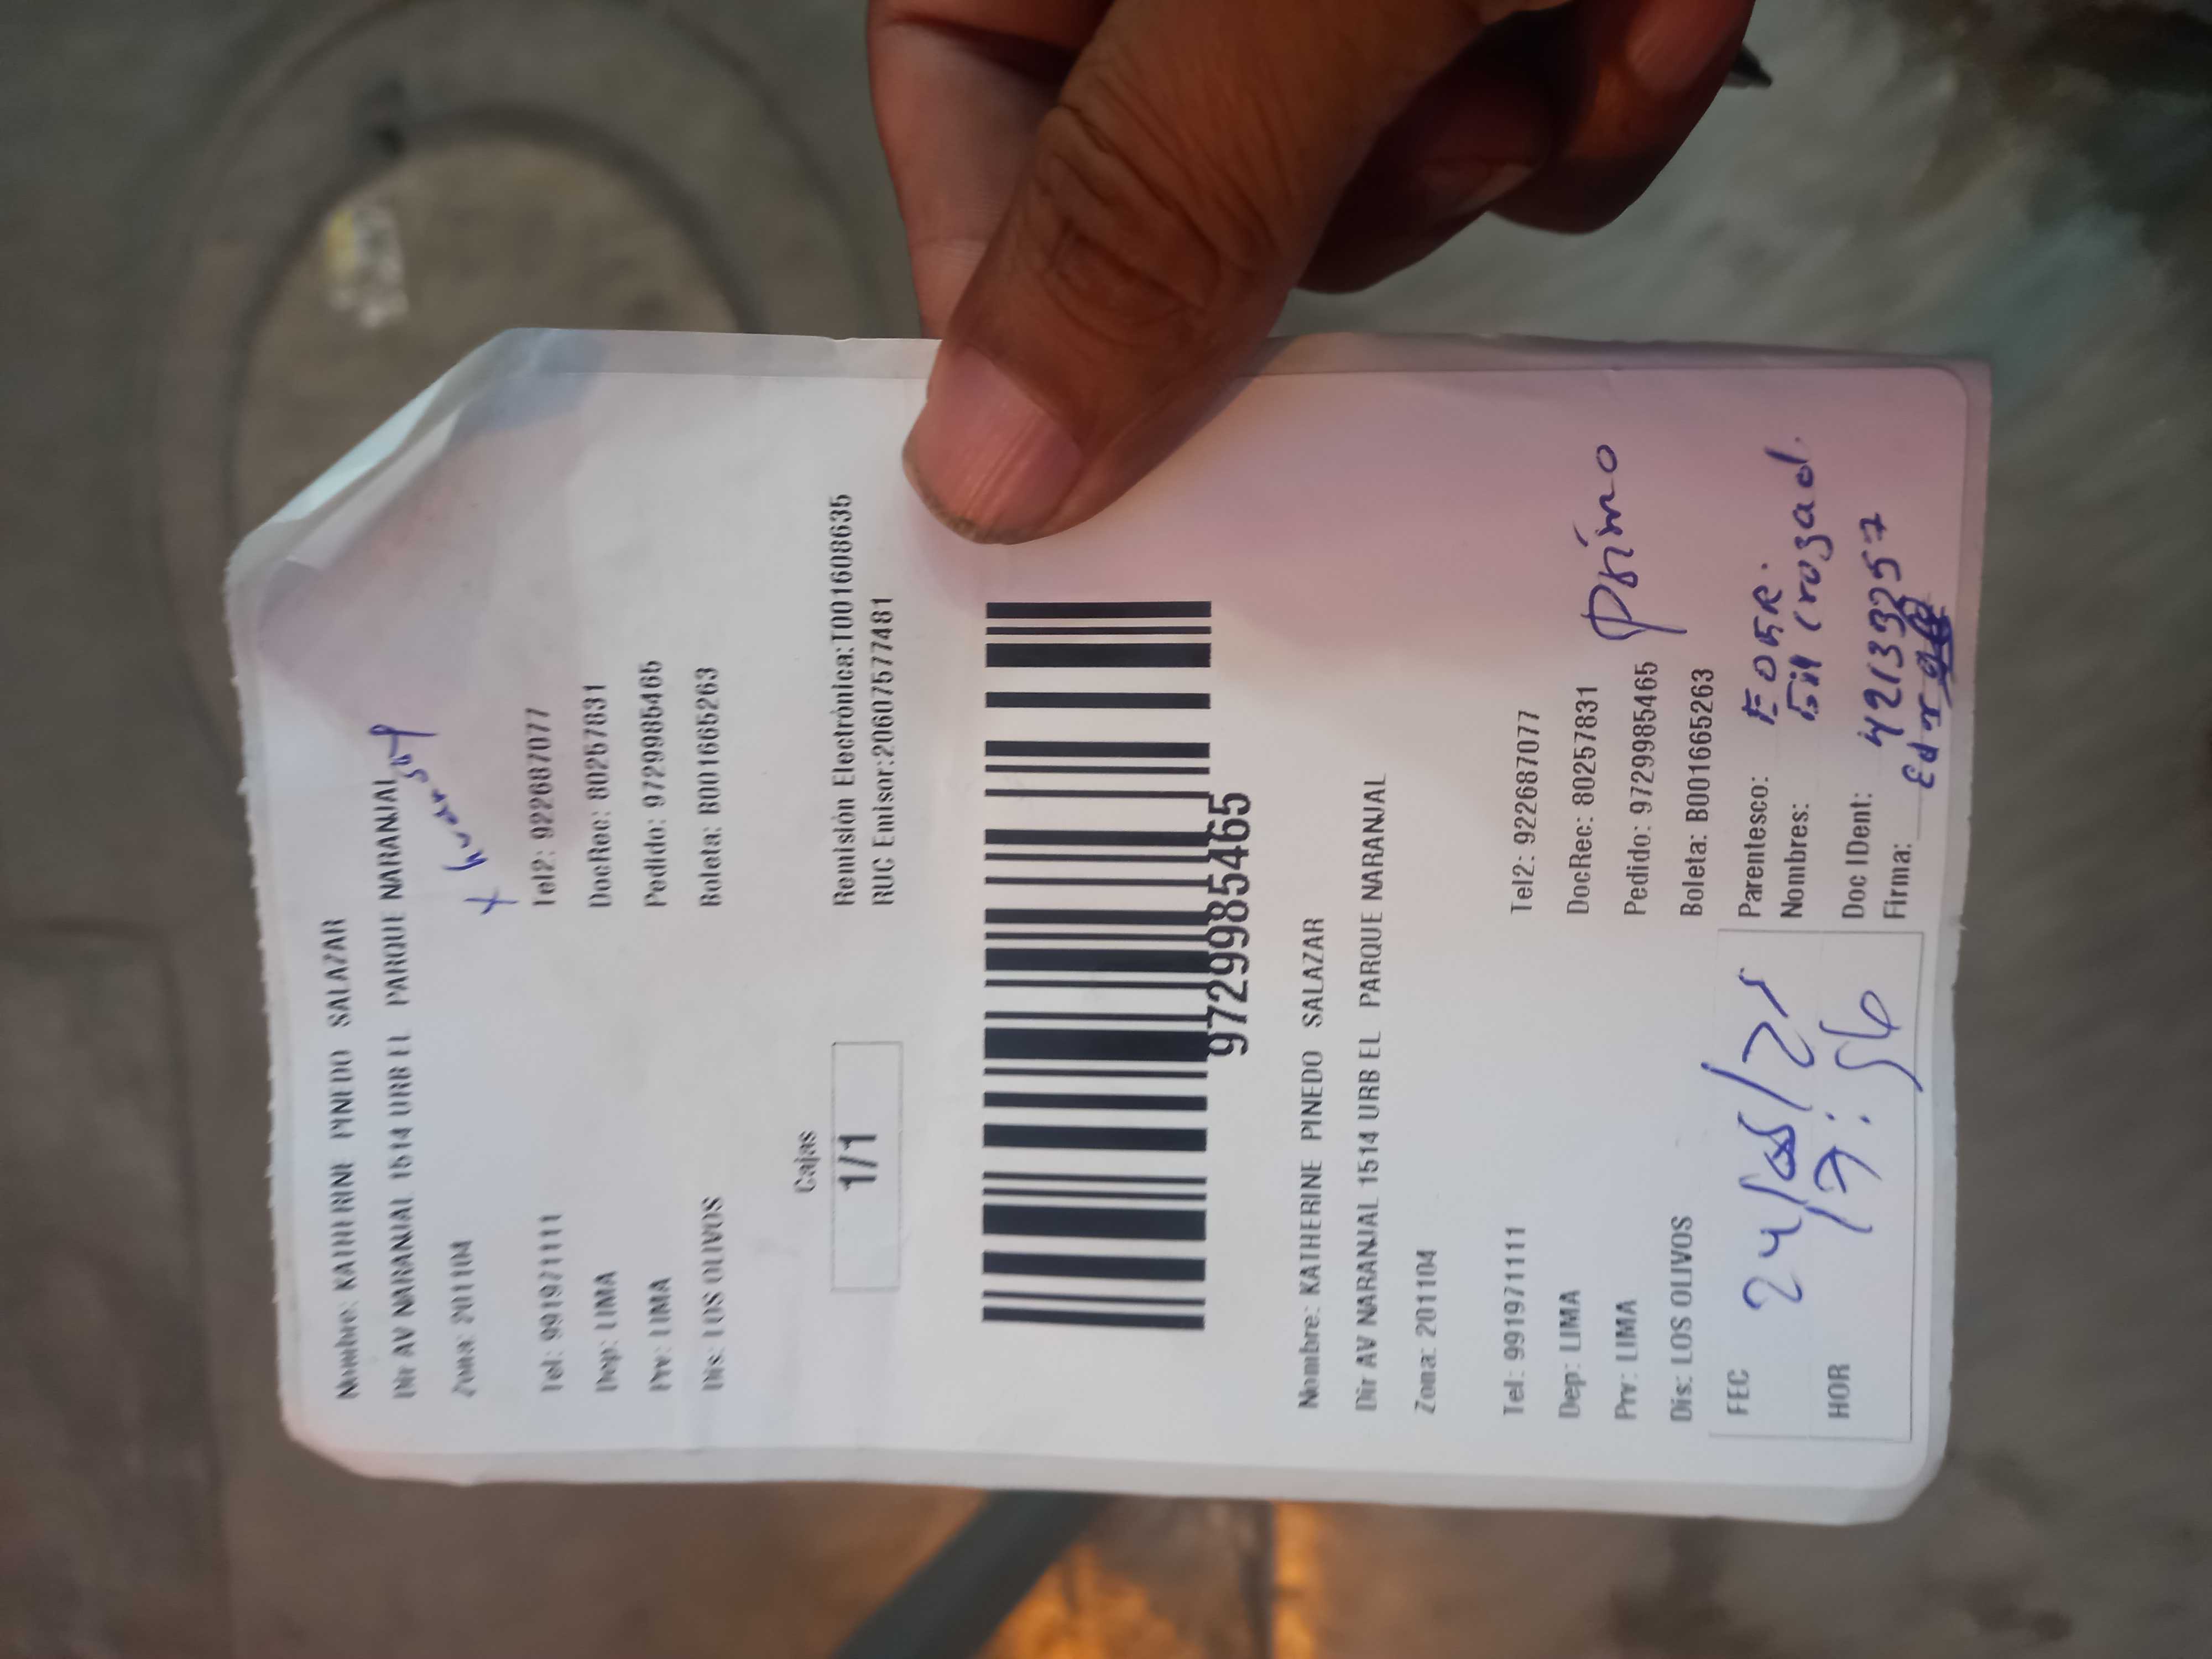 Nombre: KATHERINE PINEDO SALAZAR
Dir AV NARANJAL 1514 URB EL PARQUE NARANJAL
Zona: 201104
Tel: 991971111 Tel2: 922687077
Dep: LIMA DocRec: 80257831
Prv: LIMA Pedido: 9729985465
Dis: LOS OLIVOS Boleta: B001665263
Cajas
1/1
Remisión Electrónica:T001608635
RUC Emisor:20607577481
9729985465
Nombre: KATHERINE PINEDO SALAZAR
Dir AV NARANJAL 1514 URB EL PARQUE NARANJAL
Zona: 201104
Tel: 991971111 Tel2: 922687077
Dep: LIMA DocRec: 80257831
Prv: LIMA Pedido: 9729985465
Primo
Dis: LOS OLIVOS Boleta: B001665263
FEC 24/05/25 Parentesco:
Nombres:
HOR 19:56 Doc IDent: 42133257
Firma: